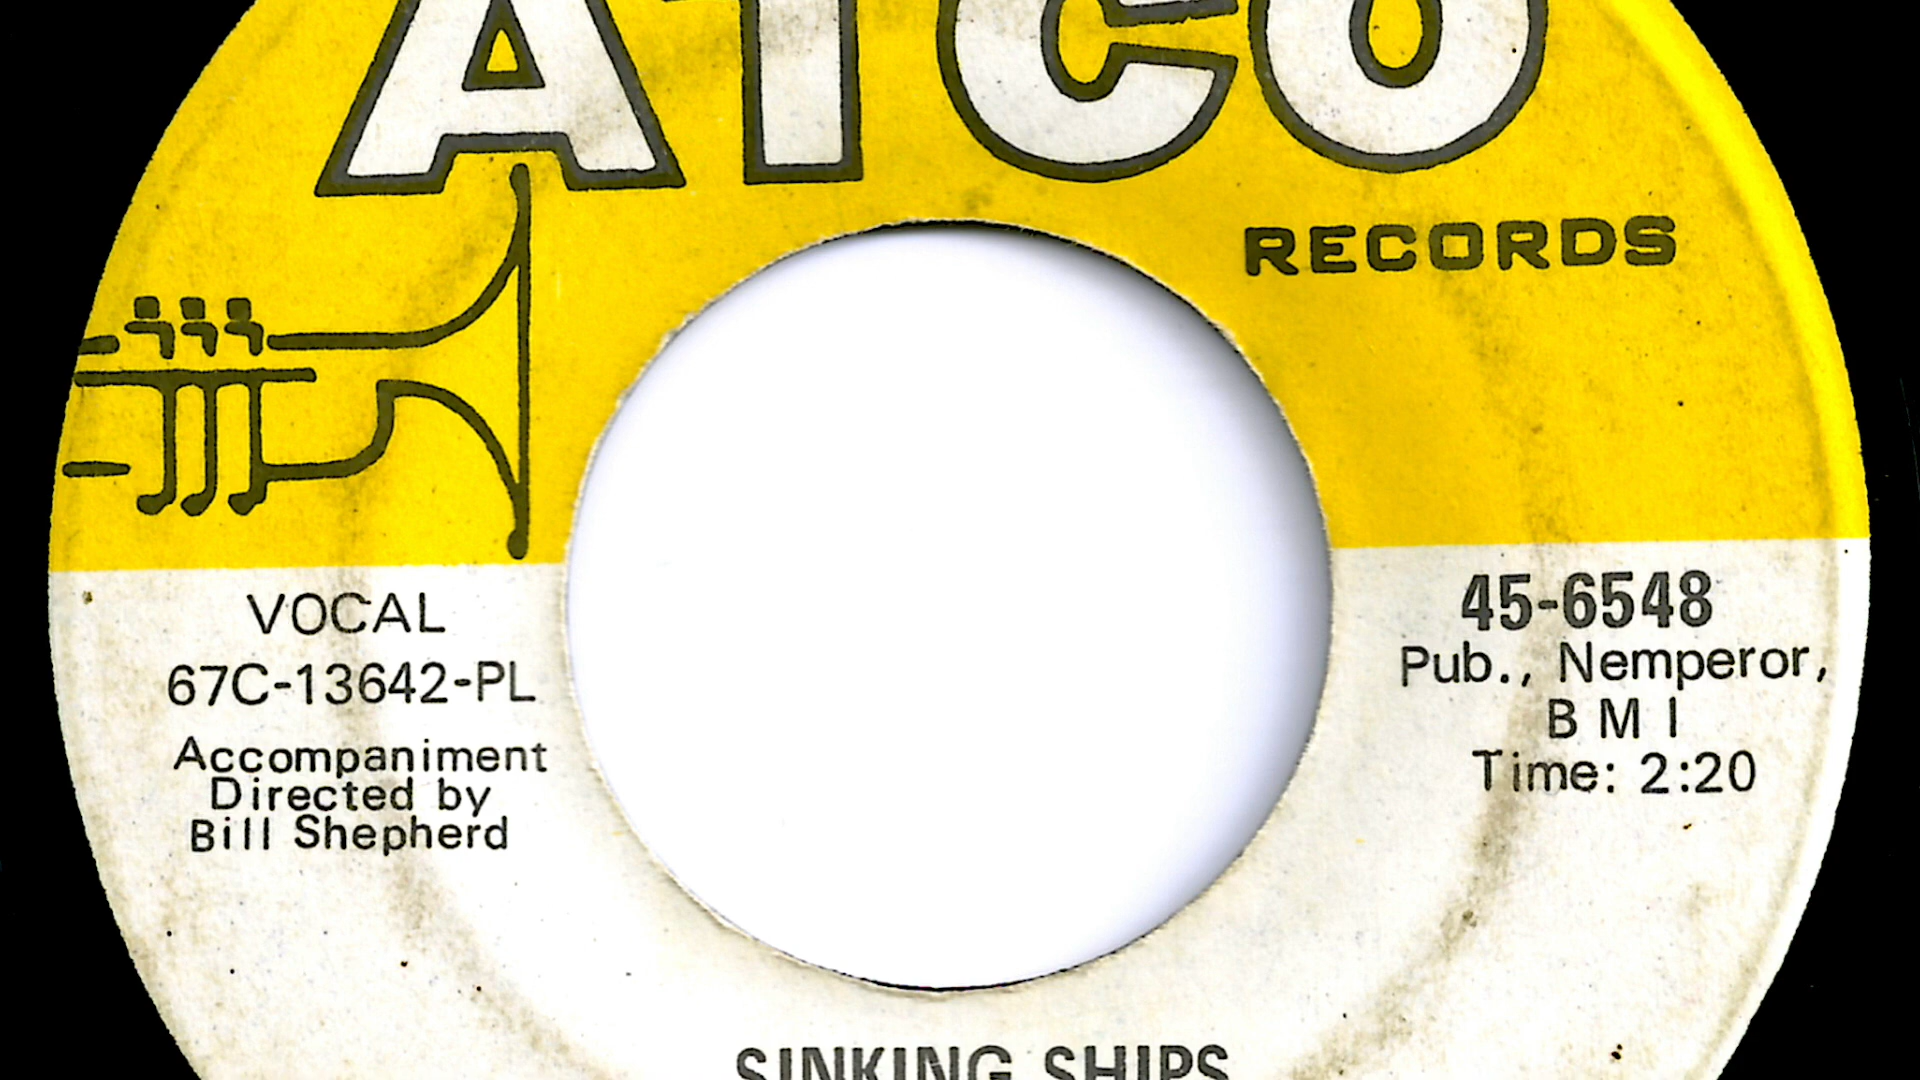 ATCO
RECORDS
VOCAL
67C-13642-PL
Accompaniment
Directed by
Bill Shepherd
45-6548
Pub., Nemperor,
B M I
Time: 2:20
SINKING SHIPS